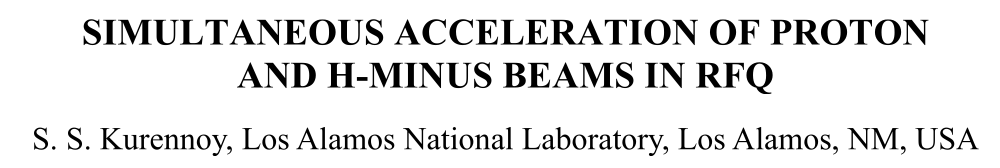 SIMULTANEOUS ACCELERATION OF PROTON
AND H-MINUS BEAMS IN RFQ
S. S. Kurennoy, Los Alamos National Laboratory, Los Alamos, NM, USA